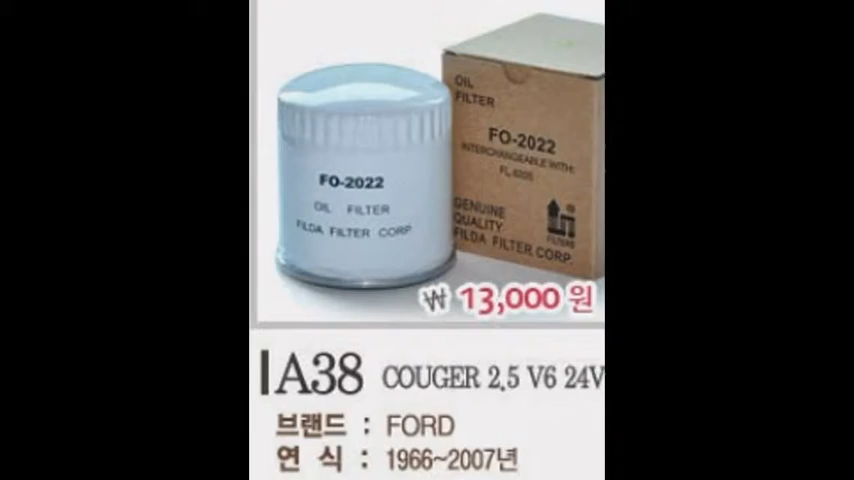 OIL
FILTER
FO-2022
INTERCHANGEABLE WITH:
GENUINE
QUALITY
FILDA FILTER CORP.
FILTERS
FO-2022
OIL FILTER
FILDA FILTER CORP
₩ 13,000 원
A38 COUGER 2.5 V6 24V
브랜드 : FORD
연 식 : 1966~2007년